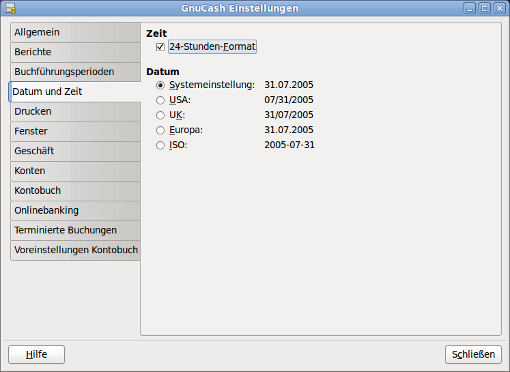 GnuCash Einstellungen
Allgemein
Berichte
Buchführungsperioden
Datum und Zeit
Drucken
Fenster
Geschäft
Konten
Kontobuch
Onlinebanking
Terminierte Buchungen
Voreinstellungen Kontobuch
Zeit
24-Stunden-Format
Datum
Systemeinstellung: 31.07.2005
USA: 07/31/2005
UK: 31/07/2005
Europa: 31.07.2005
ISO: 2005-07-31
Hilfe
Schließen